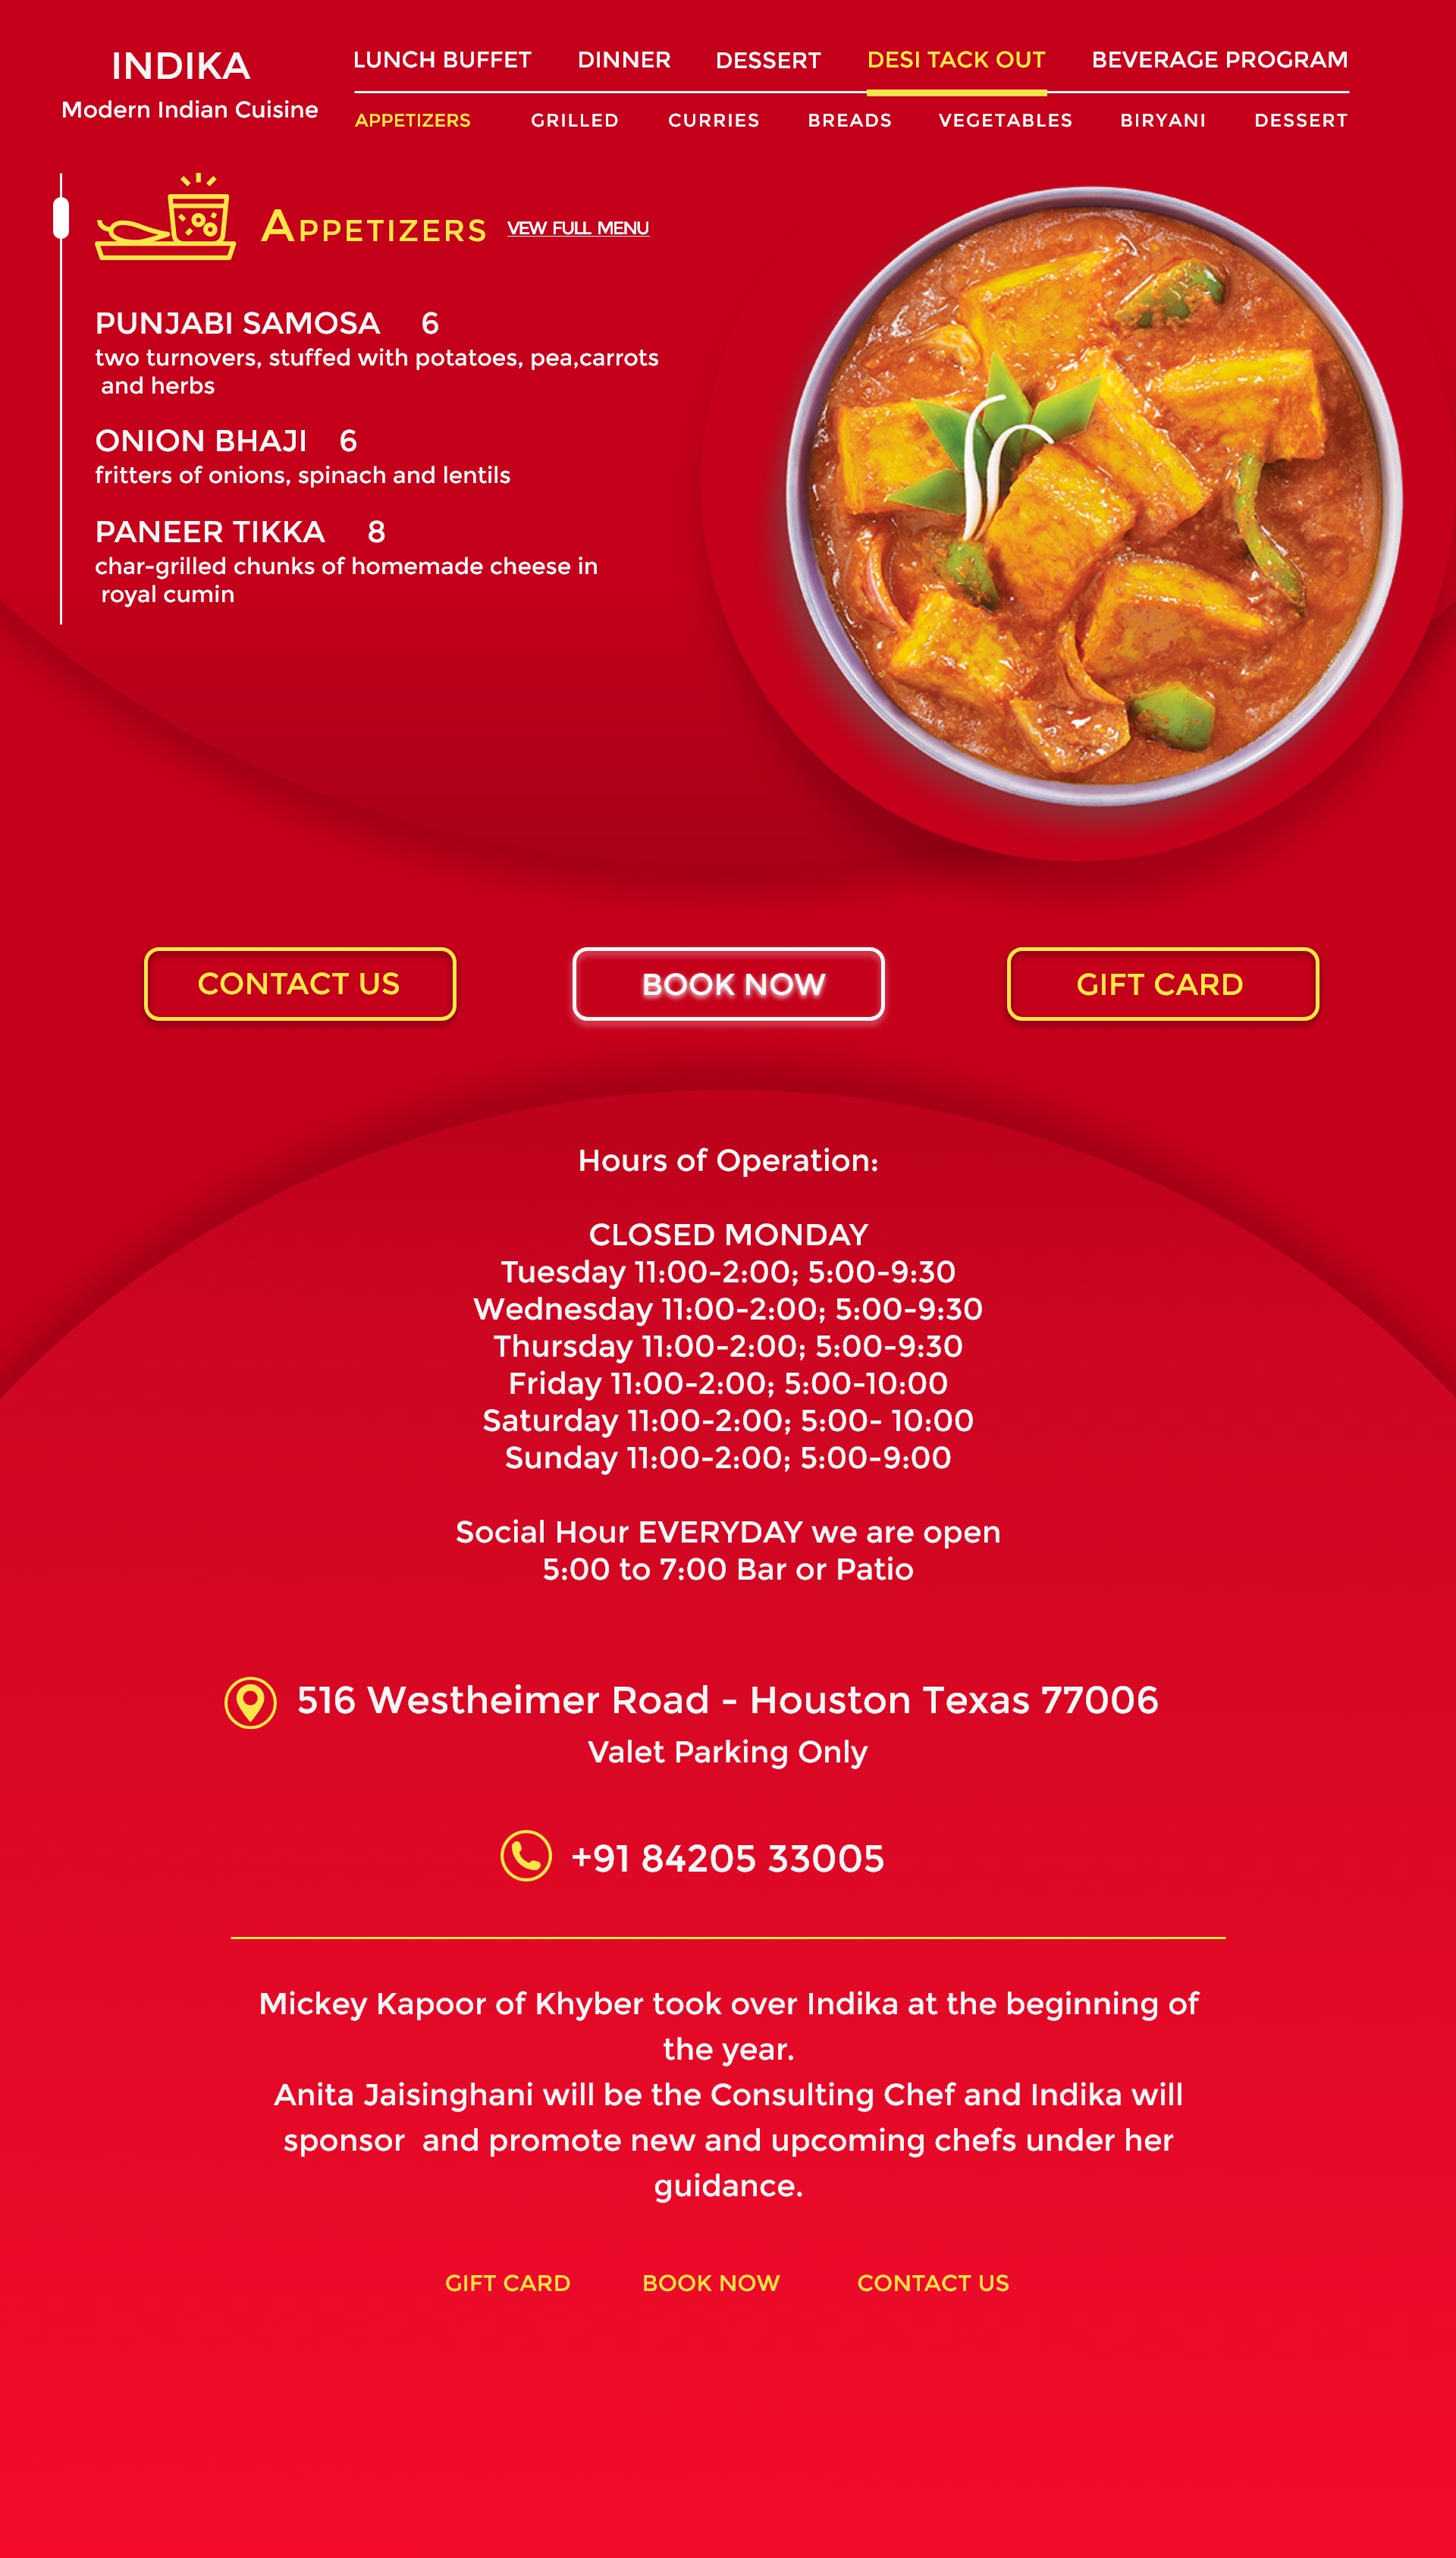 INDIKA
Modern Indian Cuisine
LUNCH BUFFET DINNER DESSERT DESI TACK OUT BEVERAGE PROGRAM
APPETIZERS GRILLED CURRIES BREADS VEGETABLES BIRYANI DESSERT
APPETIZERS VEW FULL MENU
PUNJABI SAMOSA 6
two turnovers, stuffed with potatoes, pea,carrots
and herbs
ONION BHAJI 6
fritters of onions, spinach and lentils
PANEER TIKKA 8
char-grilled chunks of homemade cheese in
royal cumin
CONTACT US BOOK NOW GIFT CARD
Hours of Operation:
CLOSED MONDAY
Tuesday 11:00-2:00; 5:00-9:30
Wednesday 11:00-2:00; 5:00-9:30
Thursday 11:00-2:00; 5:00-9:30
Friday 11:00-2:00; 5:00-10:00
Saturday 11:00-2:00; 5:00- 10:00
Sunday 11:00-2:00; 5:00-9:00
Social Hour EVERYDAY we are open
5:00 to 7:00 Bar or Patio
516 Westheimer Road - Houston Texas 77006
Valet Parking Only
+91 84205 33005
Mickey Kapoor of Khyber took over Indika at the beginning of
the year.
Anita Jaisinghani will be the Consulting Chef and Indika will
sponsor  and promote new and upcoming chefs under her
guidance.
GIFT CARD BOOK NOW CONTACT US